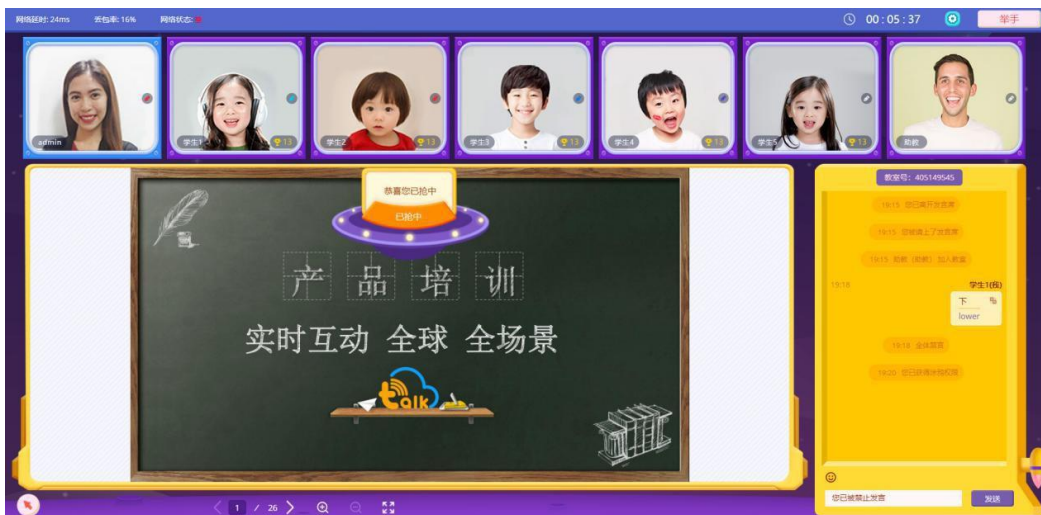 网络延时: 24ms 丢包率: 16% 网络状态: 差
00 : 05 : 37
举手
admin
学生1 13
学生2 13
学生3 13
学生4 13
学生5 13
助教
恭喜您已抢中
已抢中
产品培训
实时互动 全球 全场景
talk
1 / 26
教室号: 405149545
19:15 您已离开发言席
19:15 您被请上了发言席
19:15 助教 (助教) 加入教室
19:18 学生1(我)
下
lower
19:18 全体禁言
19:20 您已获得涂鸦权限
您已被禁止发言
发送